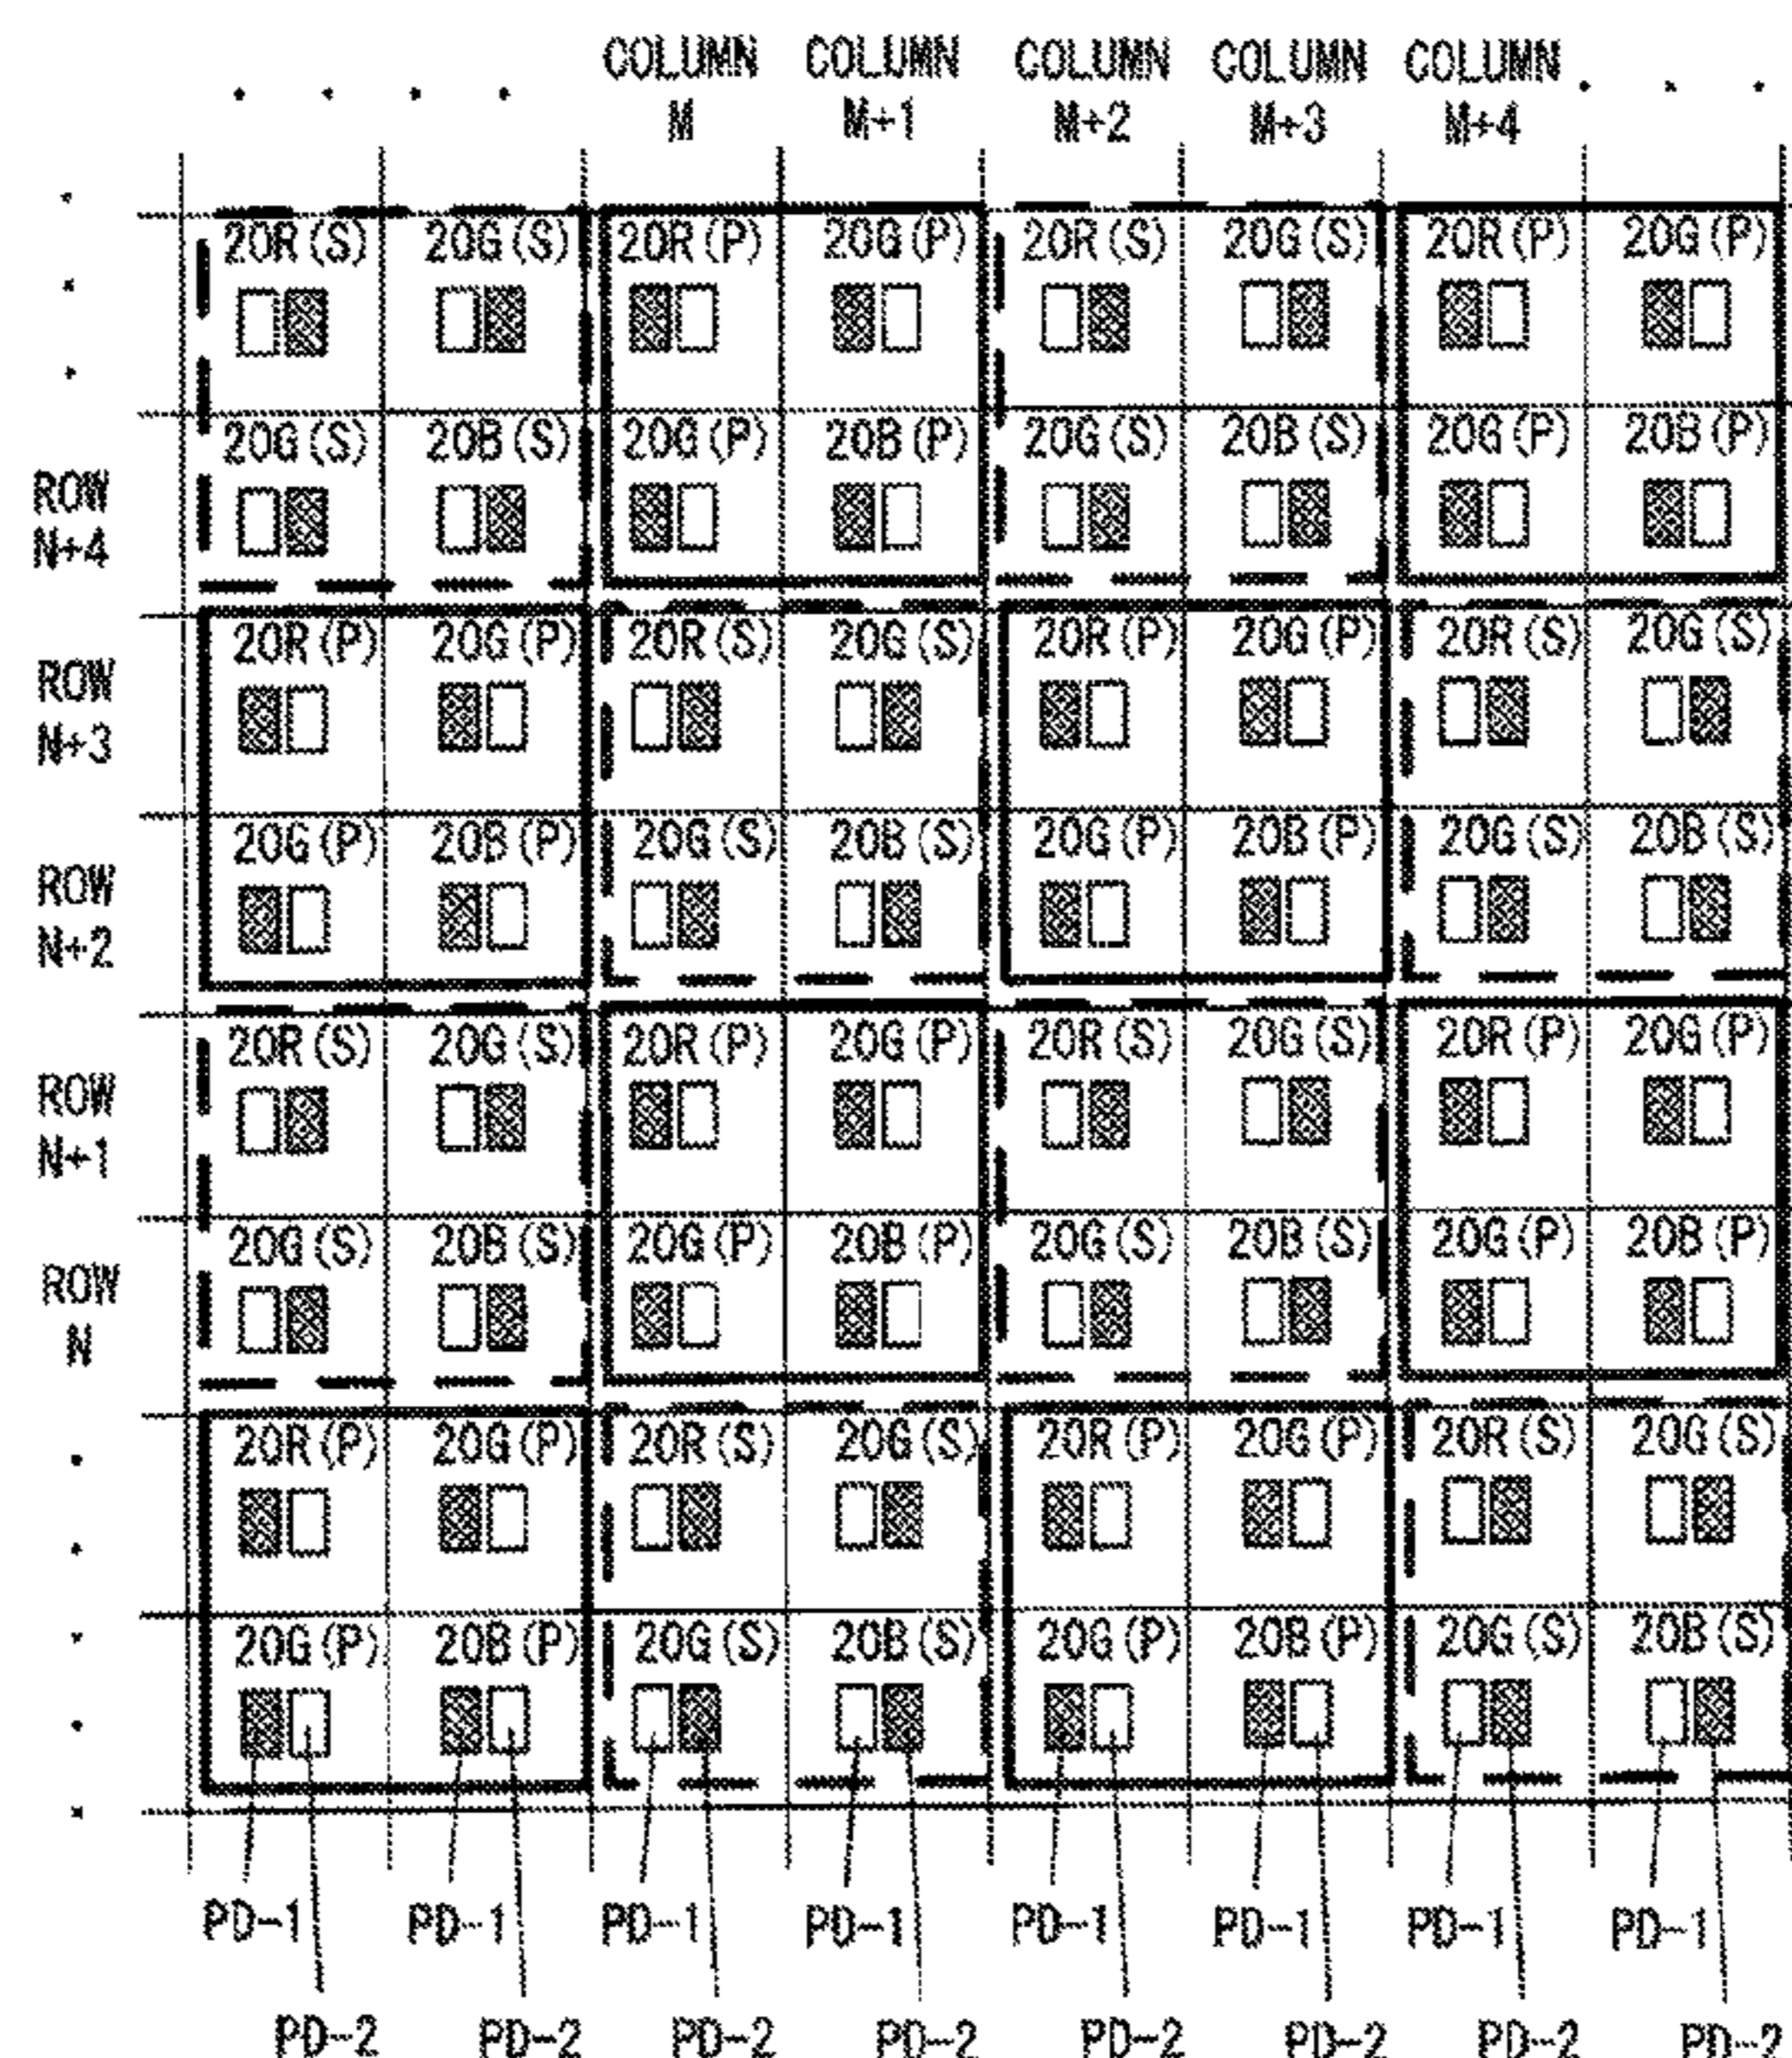 COLUMN COLUMN COLUMN COLUMN COLUMN
. . . . M M+1 M+2 M+3 M+4 . . .
20R(S) 20G(S) 20R(P) 20G(P) 20R(S) 20G(S) 20R(P) 20G(P)
20G(S) 20B(S) 20G(P) 20B(P) 20G(S) 20B(S) 20G(P) 20B(P)
ROW
N+4
20R(P) 20G(P) 20R(S) 20G(S) 20R(P) 20G(P) 20R(S) 20G(S)
ROW
N+3
20G(P) 20B(P) 20G(S) 20B(S) 20G(P) 20B(P) 20G(S) 20B(S)
ROW
N+2
20R(S) 20G(S) 20R(P) 20G(P) 20R(S) 20G(S) 20R(P) 20G(P)
ROW
N+1
20G(S) 20B(S) 20G(P) 20B(P) 20G(S) 20B(S) 20G(P) 20B(P)
ROW
N
20R(P) 20G(P) 20R(S) 20G(S) 20R(P) 20G(P) 20R(S) 20G(S)
20G(P) 20B(P) 20G(S) 20B(S) 20G(P) 20B(P) 20G(S) 20B(S)
PD-1 PD-1 PD-1 PD-1 PD-1 PD-1 PD-1 PD-1
PD-2 PD-2 PD-2 PD-2 PD-2 PD-2 PD-2 PD-2